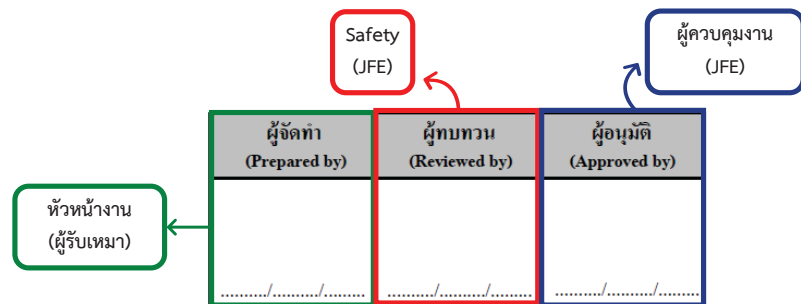 Safety
(JFE)
ผู้ควบคุมงาน
(JFE)
ผู้จัดทำ
(Prepared by)
ผู้ทบทวน
(Reviewed by)
ผู้อนุมัติ
(Approved by)
หัวหน้างาน
(ผู้รับเหมา)
........../........../.........
........../........../.........
........../........../.........